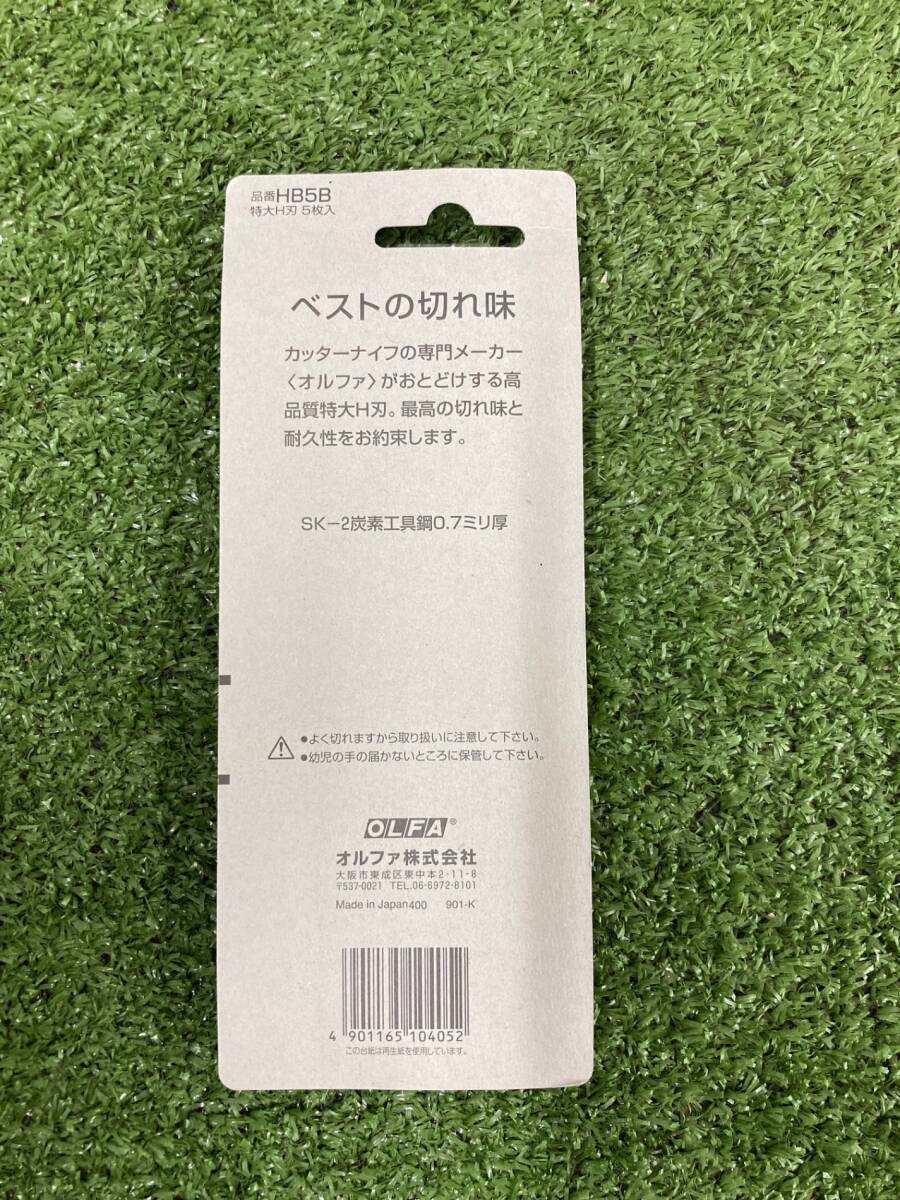 品番HB5B
特大H刃 5枚入
ベストの切れ味
カッターナイフの専門メーカー
〈オルファ〉がおとどけする高
品質特大H刃。最高の切れ味と
耐久性をお約束します。
SK-2炭素工具鋼0.7ミリ厚
●よく切れますから取り扱いに注意して下さい。
●幼児の手の届かないところに保管して下さい。
OLFA®
オルファ株式会社
大阪市東成区東中本2-11-8
〒537-0021 TEL.06-6972-8101
Made in Japan400 901-K
4 901165 104052
この台紙は再生紙を使用しています。